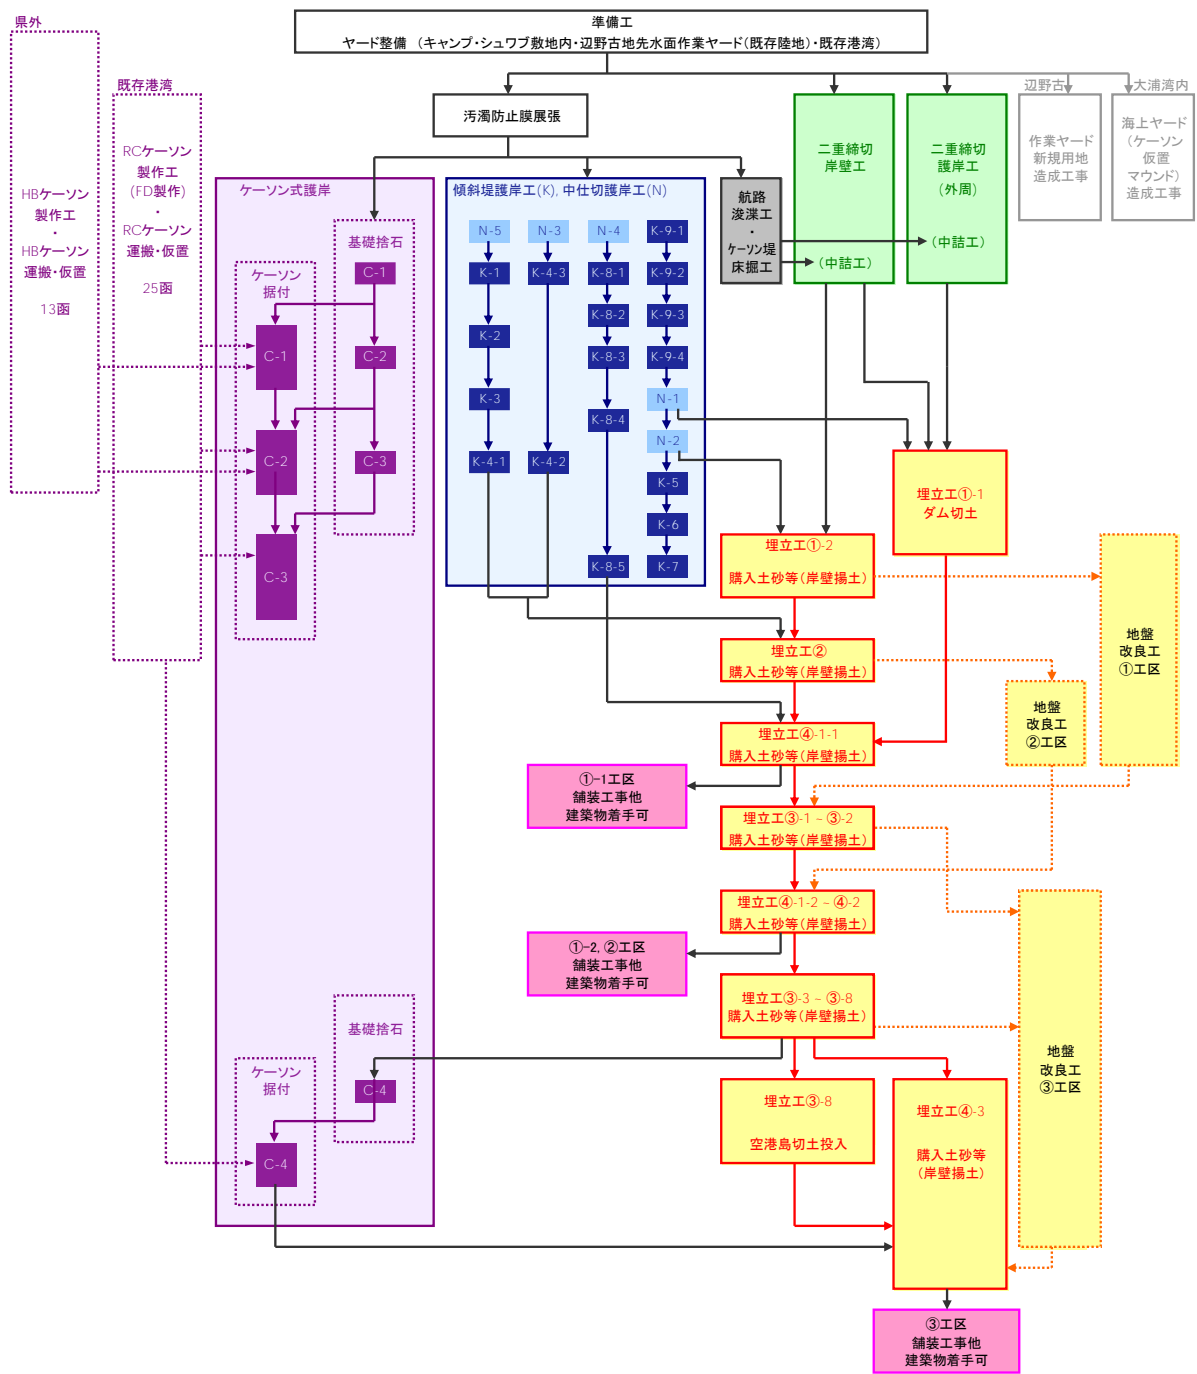 準備工
ヤード整備 (キャンプ・シュワブ敷地内・辺野古地先水面作業ヤード(既存陸地)・既存港湾)
県外
HBケーソン
製作工
・
HBケーソン
運搬・仮置
13函
既存港湾
RCケーソン
製作工
(FD製作)
・
RCケーソン
運搬・仮置
25函
ケーソン式護岸
基礎捨石
C-1
C-2
C-3
ケーソン
据付
C-1
C-2
C-3
基礎捨石
C-4
ケーソン
据付
C-4
汚濁防止膜展張
傾斜堤護岸工(K), 中仕切護岸工(N)
N-5
K-1
K-2
K-3
K-4-1
N-3
K-4-3
K-4-2
N-4
K-8-1
K-8-2
K-8-3
K-8-4
K-8-5
K-9-1
K-9-2
K-9-3
K-9-4
N-1
N-2
K-5
K-6
K-7
航路
浚渫工
・
ケーソン堤
床掘工
二重締切
岸壁工
(中詰工)
二重締切
護岸工
(外周)
(中詰工)
辺野古
作業ヤード
新規用地
造成工事
大浦湾内
海上ヤード
(ケーソン
仮置
マウンド)
造成工事
埋立工①-1
ダム切土
埋立工①-2
購入土砂等(岸壁揚土)
埋立工②
購入土砂等(岸壁揚土)
埋立工④-1-1
購入土砂等(岸壁揚土)
①-1工区
舗装工事他
建築物着手可
埋立工③-1 ~ ③-2
購入土砂等(岸壁揚土)
埋立工④-1-2 ~ ④-2
購入土砂等(岸壁揚土)
①-2, ②工区
舗装工事他
建築物着手可
埋立工③-3 ~ ③-8
購入土砂等(岸壁揚土)
埋立工③-8
空港島切土投入
埋立工④-3
購入土砂等
(岸壁揚土)
地盤
改良工
①工区
地盤
改良工
②工区
地盤
改良工
③工区
③工区
舗装工事他
建築物着手可